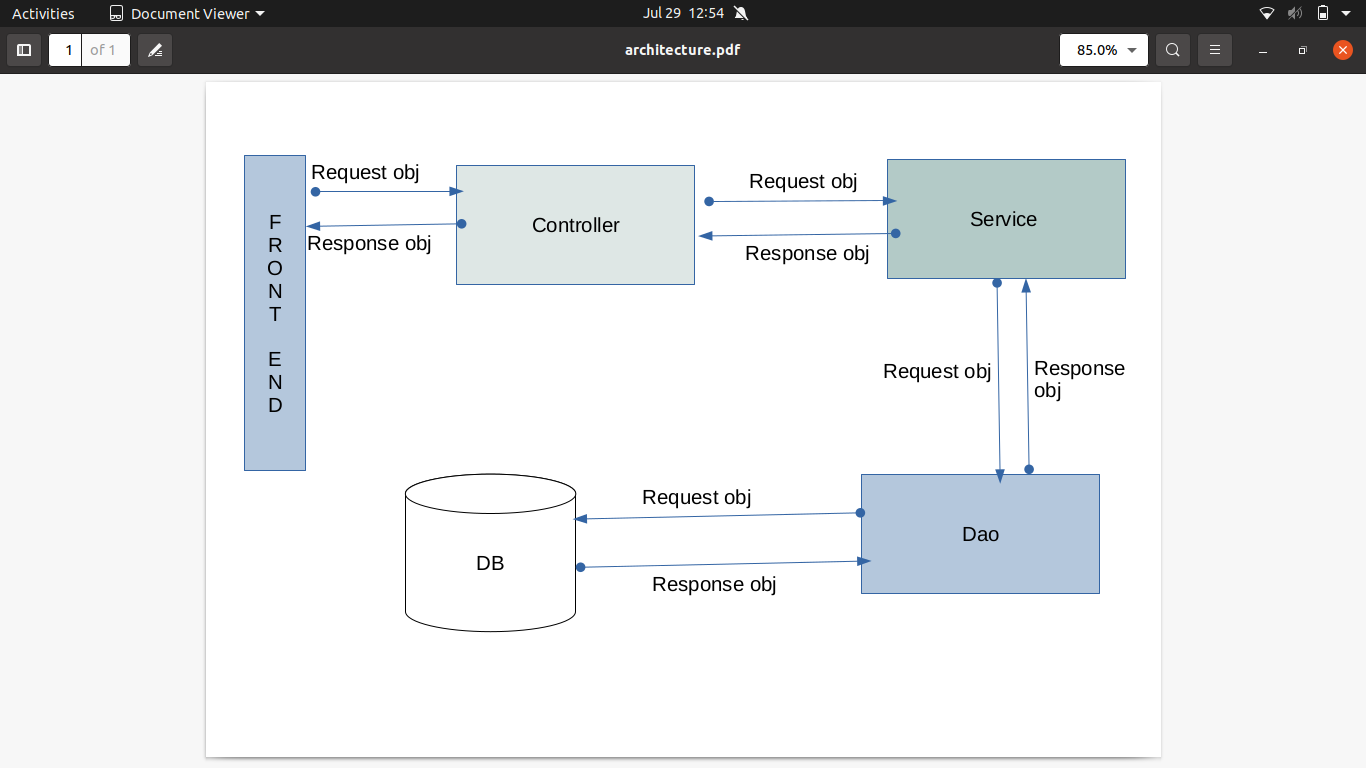 Activities
Document Viewer
Jul 29 12:54
1
of 1
architecture.pdf
85.0%
Request obj
Response obj
F
R
O
N
T
E
N
D
Controller
Request obj
Response obj
Service
Request obj
Response
obj
Request obj
Response obj
DB
Dao